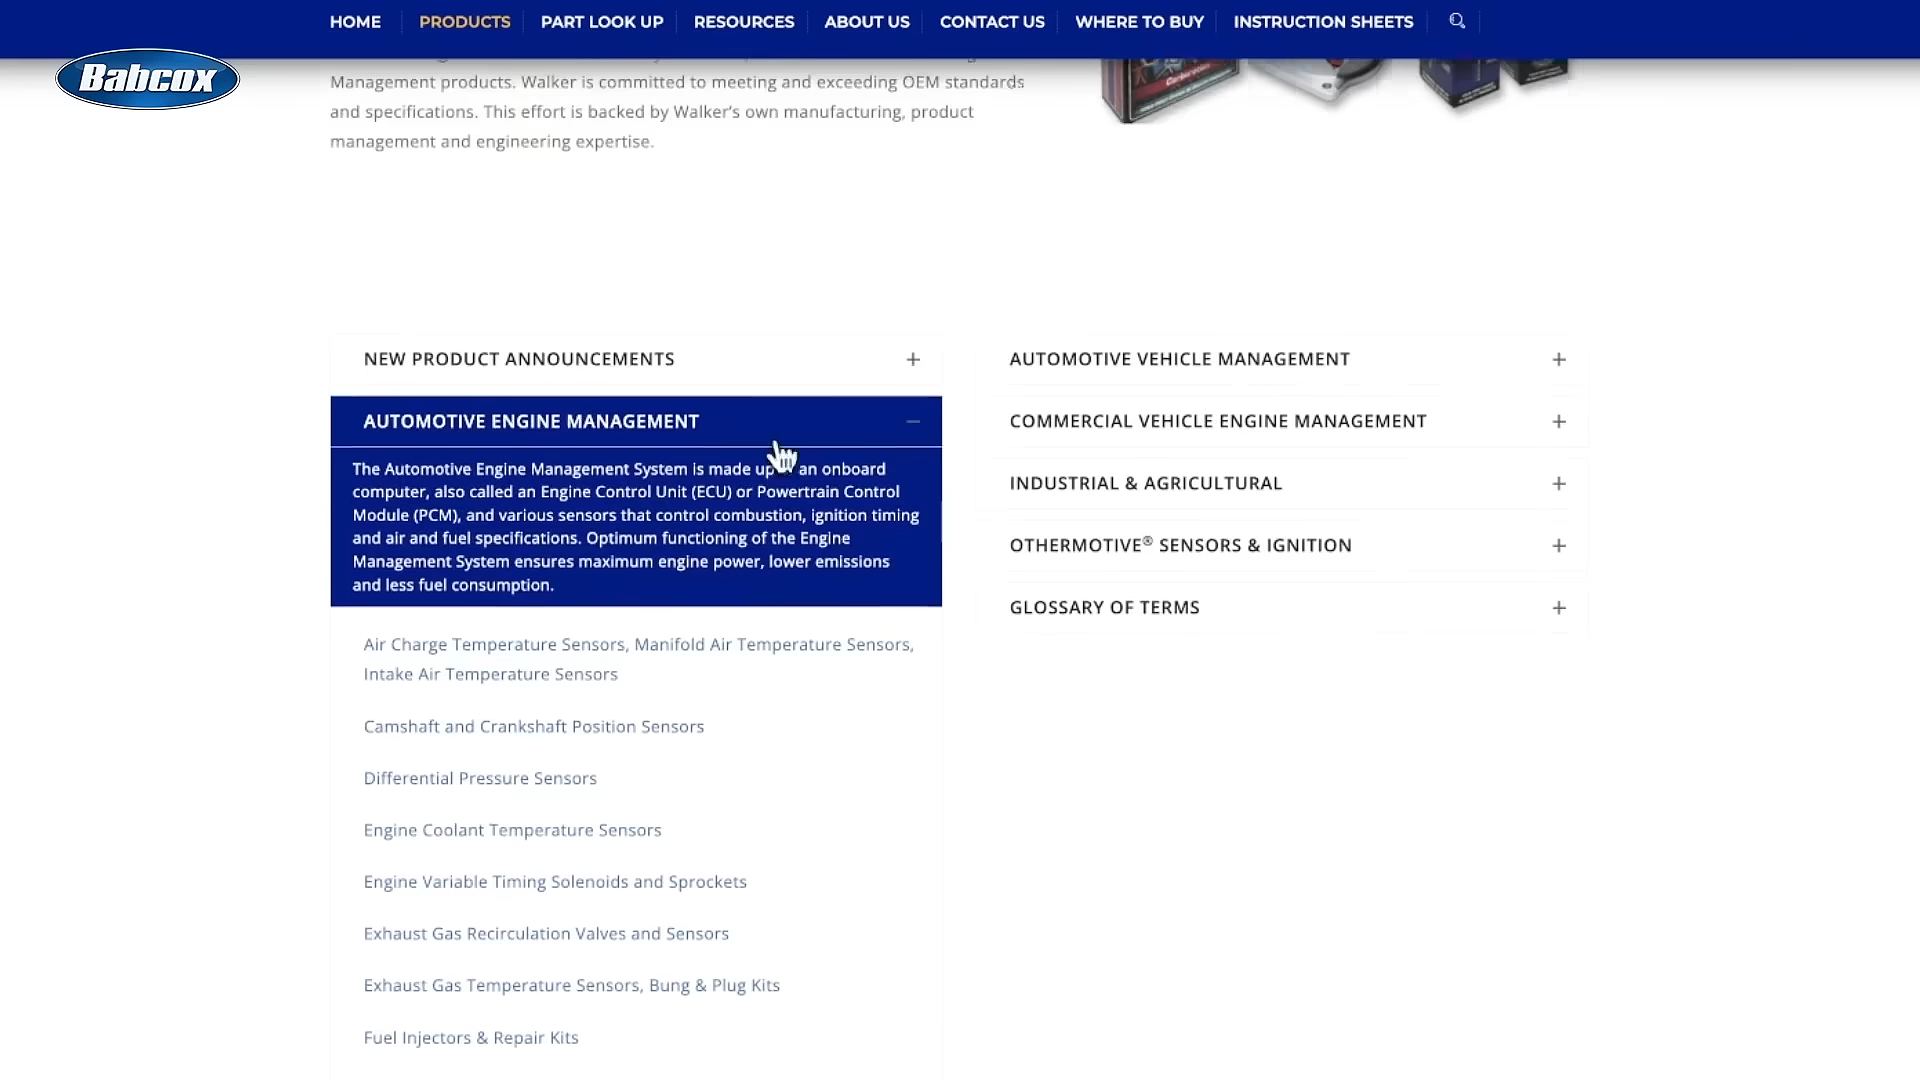 HOME PRODUCTS PART LOOK UP RESOURCES ABOUT US CONTACT US WHERE TO BUY INSTRUCTION SHEETS
Babcox
Management products. Walker is committed to meeting and exceeding OEM standards
and specifications. This effort is backed by Walker's own manufacturing, product
management and engineering expertise.
NEW PRODUCT ANNOUNCEMENTS +
AUTOMOTIVE ENGINE MANAGEMENT −
The Automotive Engine Management System is made up an onboard
computer, also called an Engine Control Unit (ECU) or Powertrain Control
Module (PCM), and various sensors that control combustion, ignition timing
and air and fuel specifications. Optimum functioning of the Engine
Management System ensures maximum engine power, lower emissions
and less fuel consumption.
Air Charge Temperature Sensors, Manifold Air Temperature Sensors,
Intake Air Temperature Sensors
Camshaft and Crankshaft Position Sensors
Differential Pressure Sensors
Engine Coolant Temperature Sensors
Engine Variable Timing Solenoids and Sprockets
Exhaust Gas Recirculation Valves and Sensors
Exhaust Gas Temperature Sensors, Bung & Plug Kits
Fuel Injectors & Repair Kits
AUTOMOTIVE VEHICLE MANAGEMENT +
COMMERCIAL VEHICLE ENGINE MANAGEMENT +
INDUSTRIAL & AGRICULTURAL +
OTHERMOTIVE® SENSORS & IGNITION +
GLOSSARY OF TERMS +